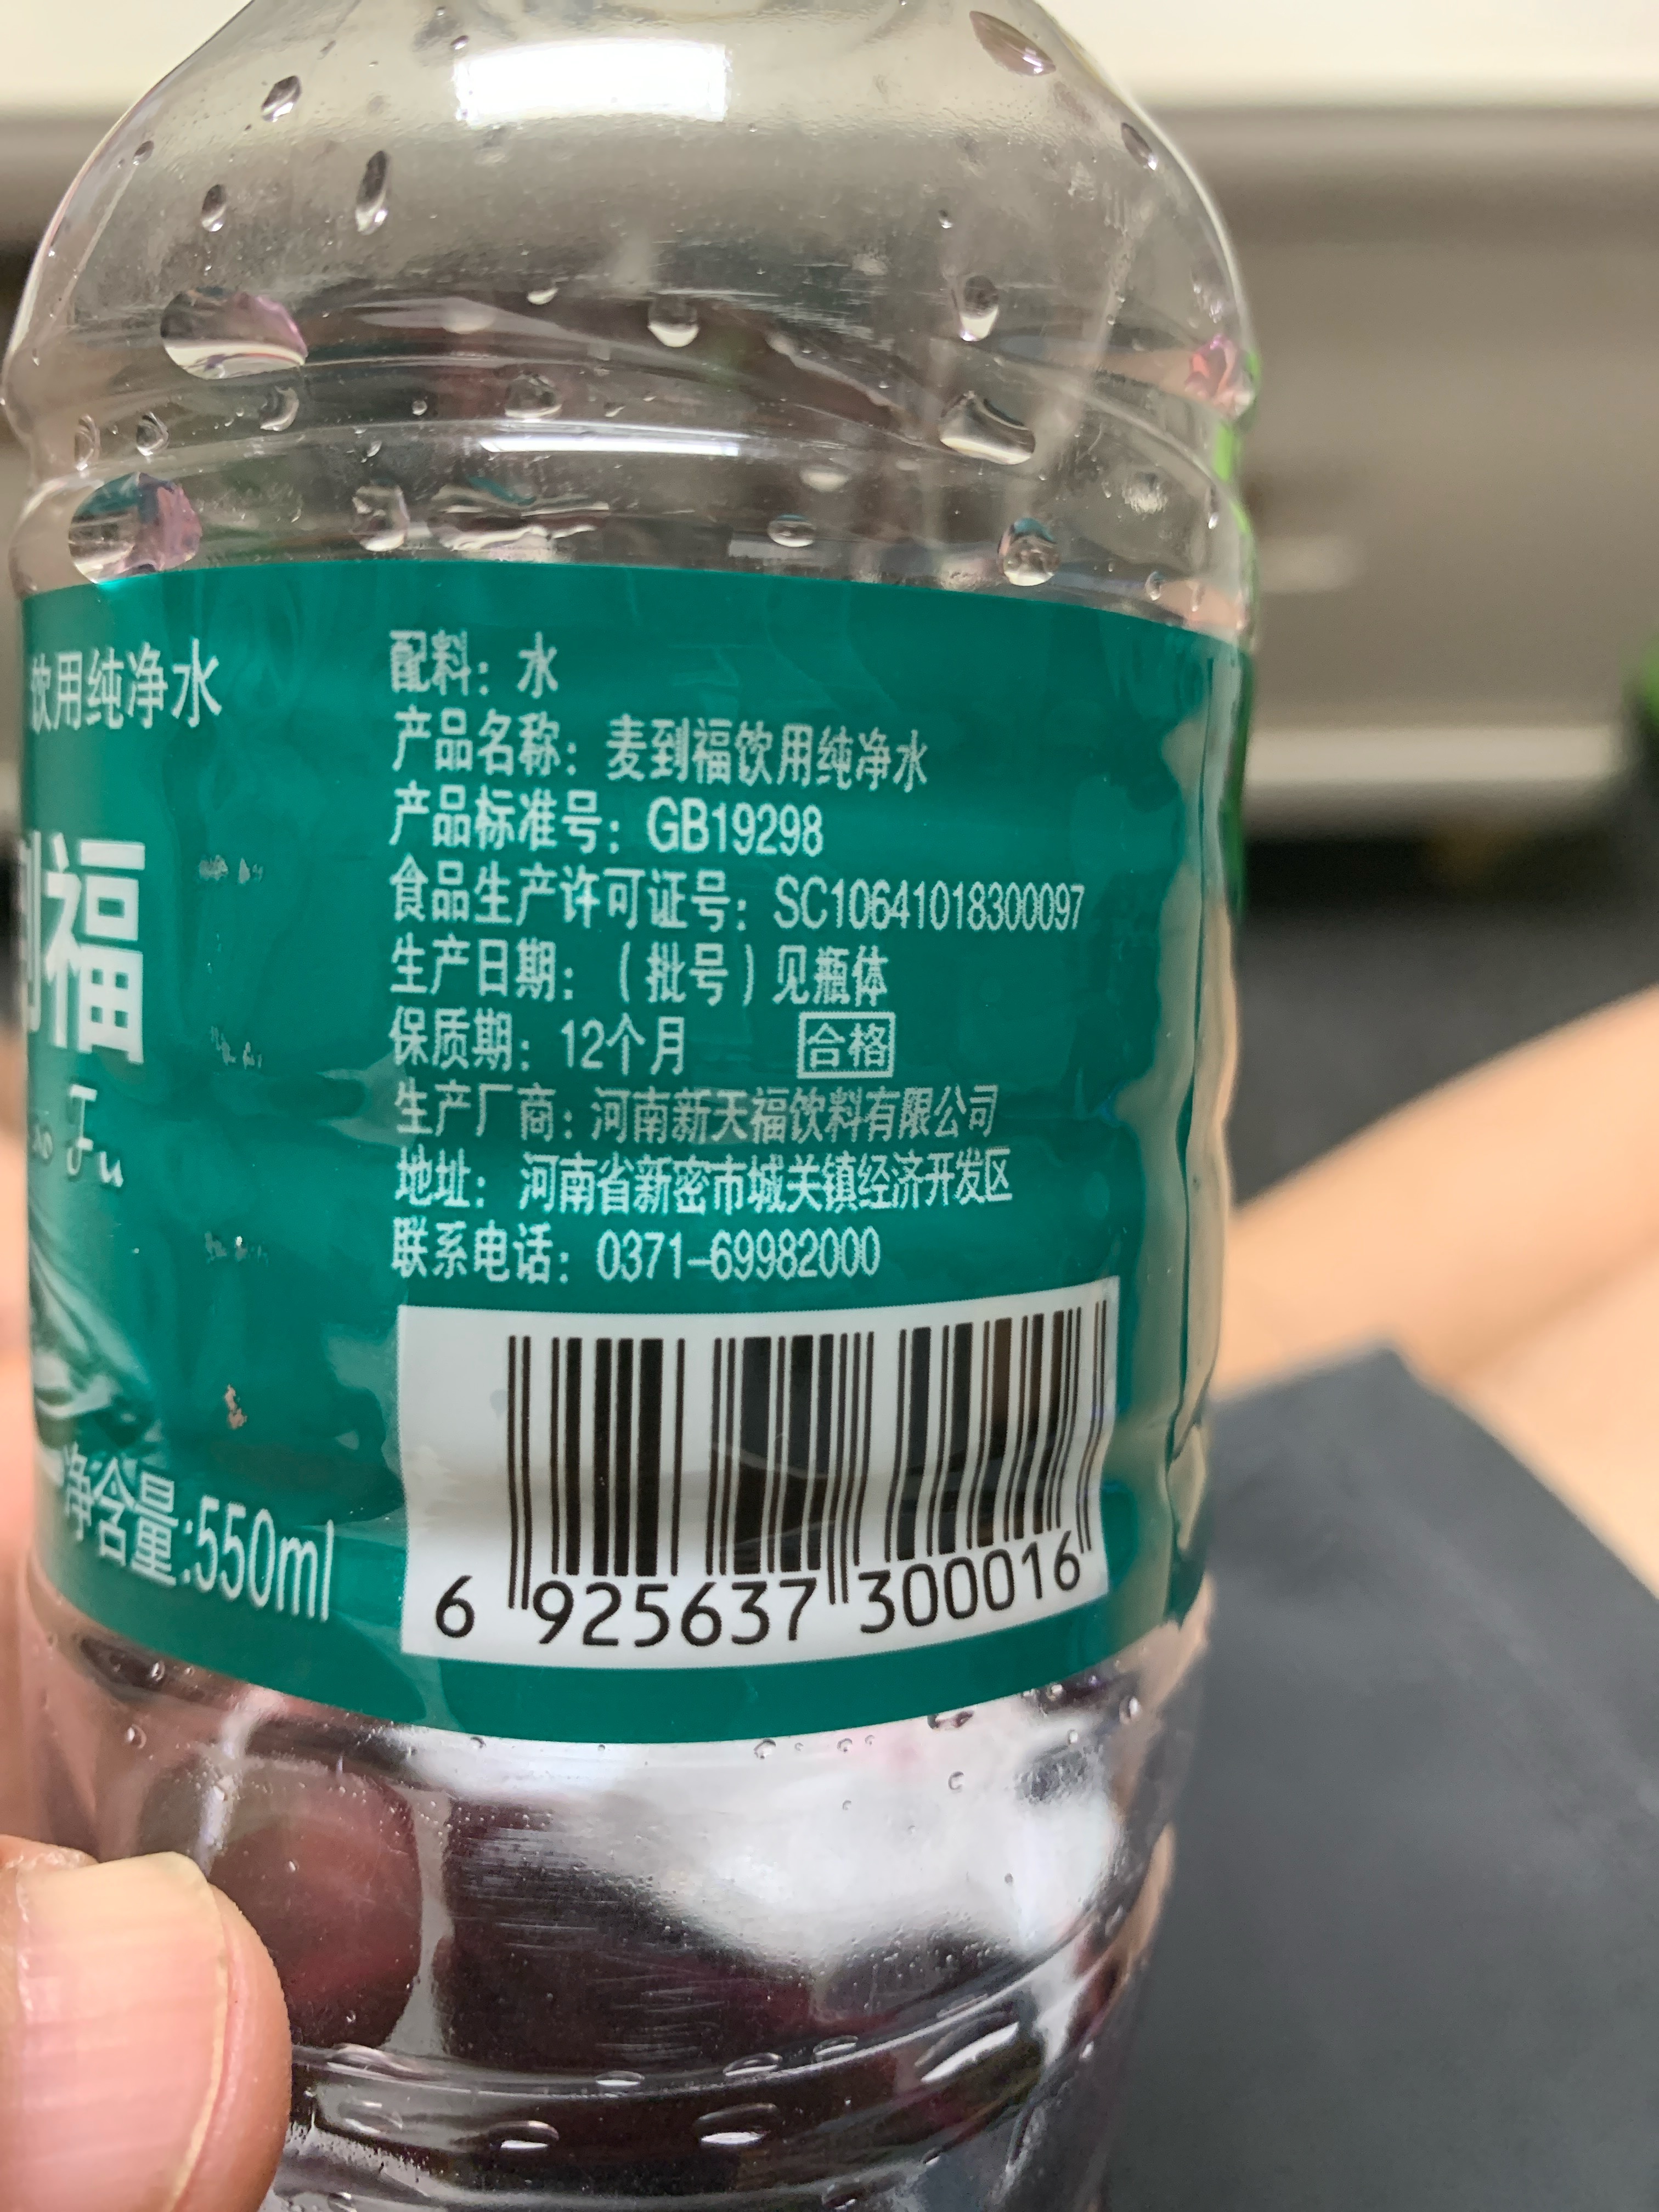 饮用纯净水
福
Fu
净含量:550ml
配料：水
产品名称：麦到福饮用纯净水
产品标准号：GB19298
食品生产许可证号：SC10641018300097
生产日期：（批号）见瓶体
保质期：12个月 合格
生产厂商：河南新天福饮料有限公司
地址：河南省新密市城关镇经济开发区
联系电话：0371-69982000
6 925637 300016